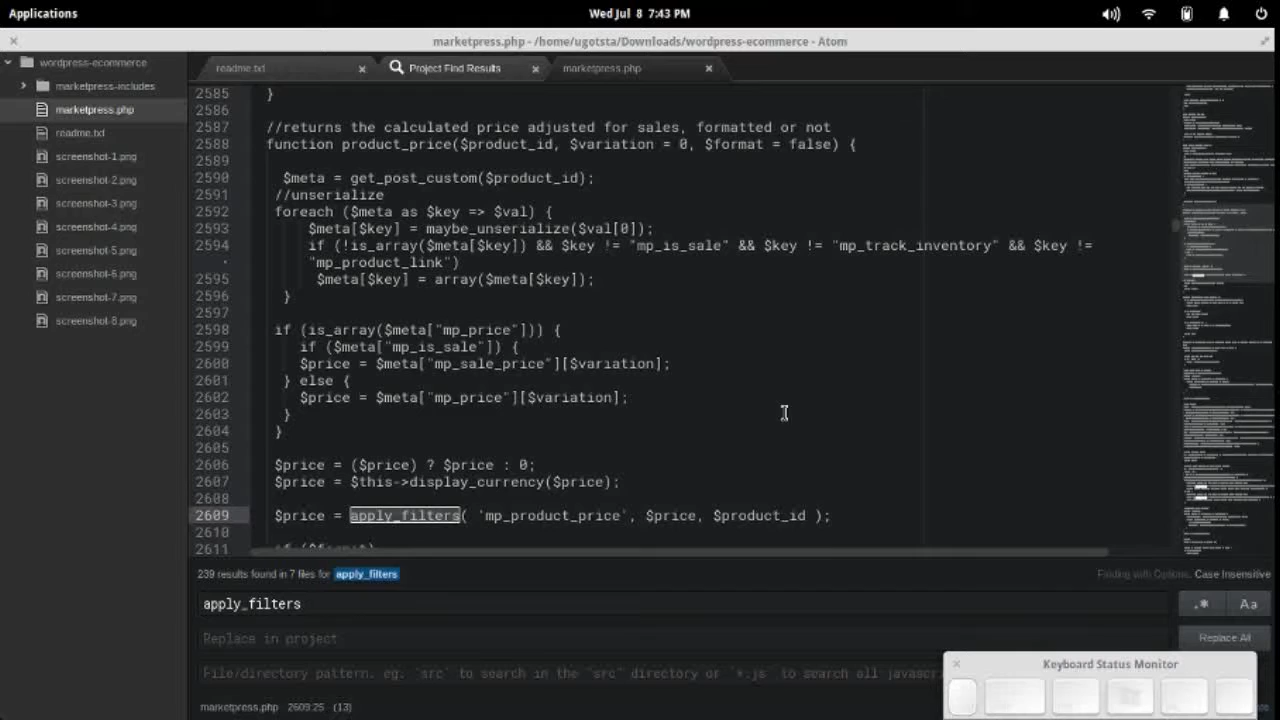 Applications
Wed Jul 8 7:43 PM
marketpress.php - /home/ugotsta/Downloads/wordpress-ecommerce - Atom
wordpress-ecommerce
marketpress-includes
marketpress.php
readme.txt
screenshot-1.png
screenshot-2.png
screenshot-3.png
screenshot-4.png
screenshot-5.png
screenshot-6.png
screenshot-7.png
screenshot-8.png
readme.txt
Project Find Results
marketpress.php
2585 }
2586
2587 //returns the calculated price adjusted for sales, formatted or not
2588 function product_price($product_id, $variation = 0, $format = false) {
2589
2590 $meta = get_post_custom($product_id);
2591 //unserialize
2592 foreach ($meta as $key => $val) {
2593 $meta[$key] = maybe_unserialize($val[0]);
2594 if (!is_array($meta[$key]) && $key != "mp_is_sale" && $key != "mp_track_inventory" && $key !=
"mp_product_link")
2595 $meta[$key] = array($meta[$key]);
2596 }
2597
2598 if (is_array($meta["mp_price"])) {
2599 if ($meta["mp_is_sale"]) {
2600 $price = $meta["mp_sale_price"][$variation];
2601 } else {
2602 $price = $meta["mp_price"][$variation];
2603 }
2604 }
2605
2606 $price = ($price) ? $price : 0;
2607 $price = $this->display_currency($price);
2608
2609 $price = apply_filters( 'mp_product_price', $price, $product_id );
2610
2611
239 results found in 7 files for apply_filters
Finding with Options: Case Insensitive
apply_filters
.* Aa
Replace in project
Replace All
File/directory pattern. eg. `src` to search in the "src" directory or `*.js` to search all javascr
Keyboard Status Monitor
marketpress.php 2609:25 (13)